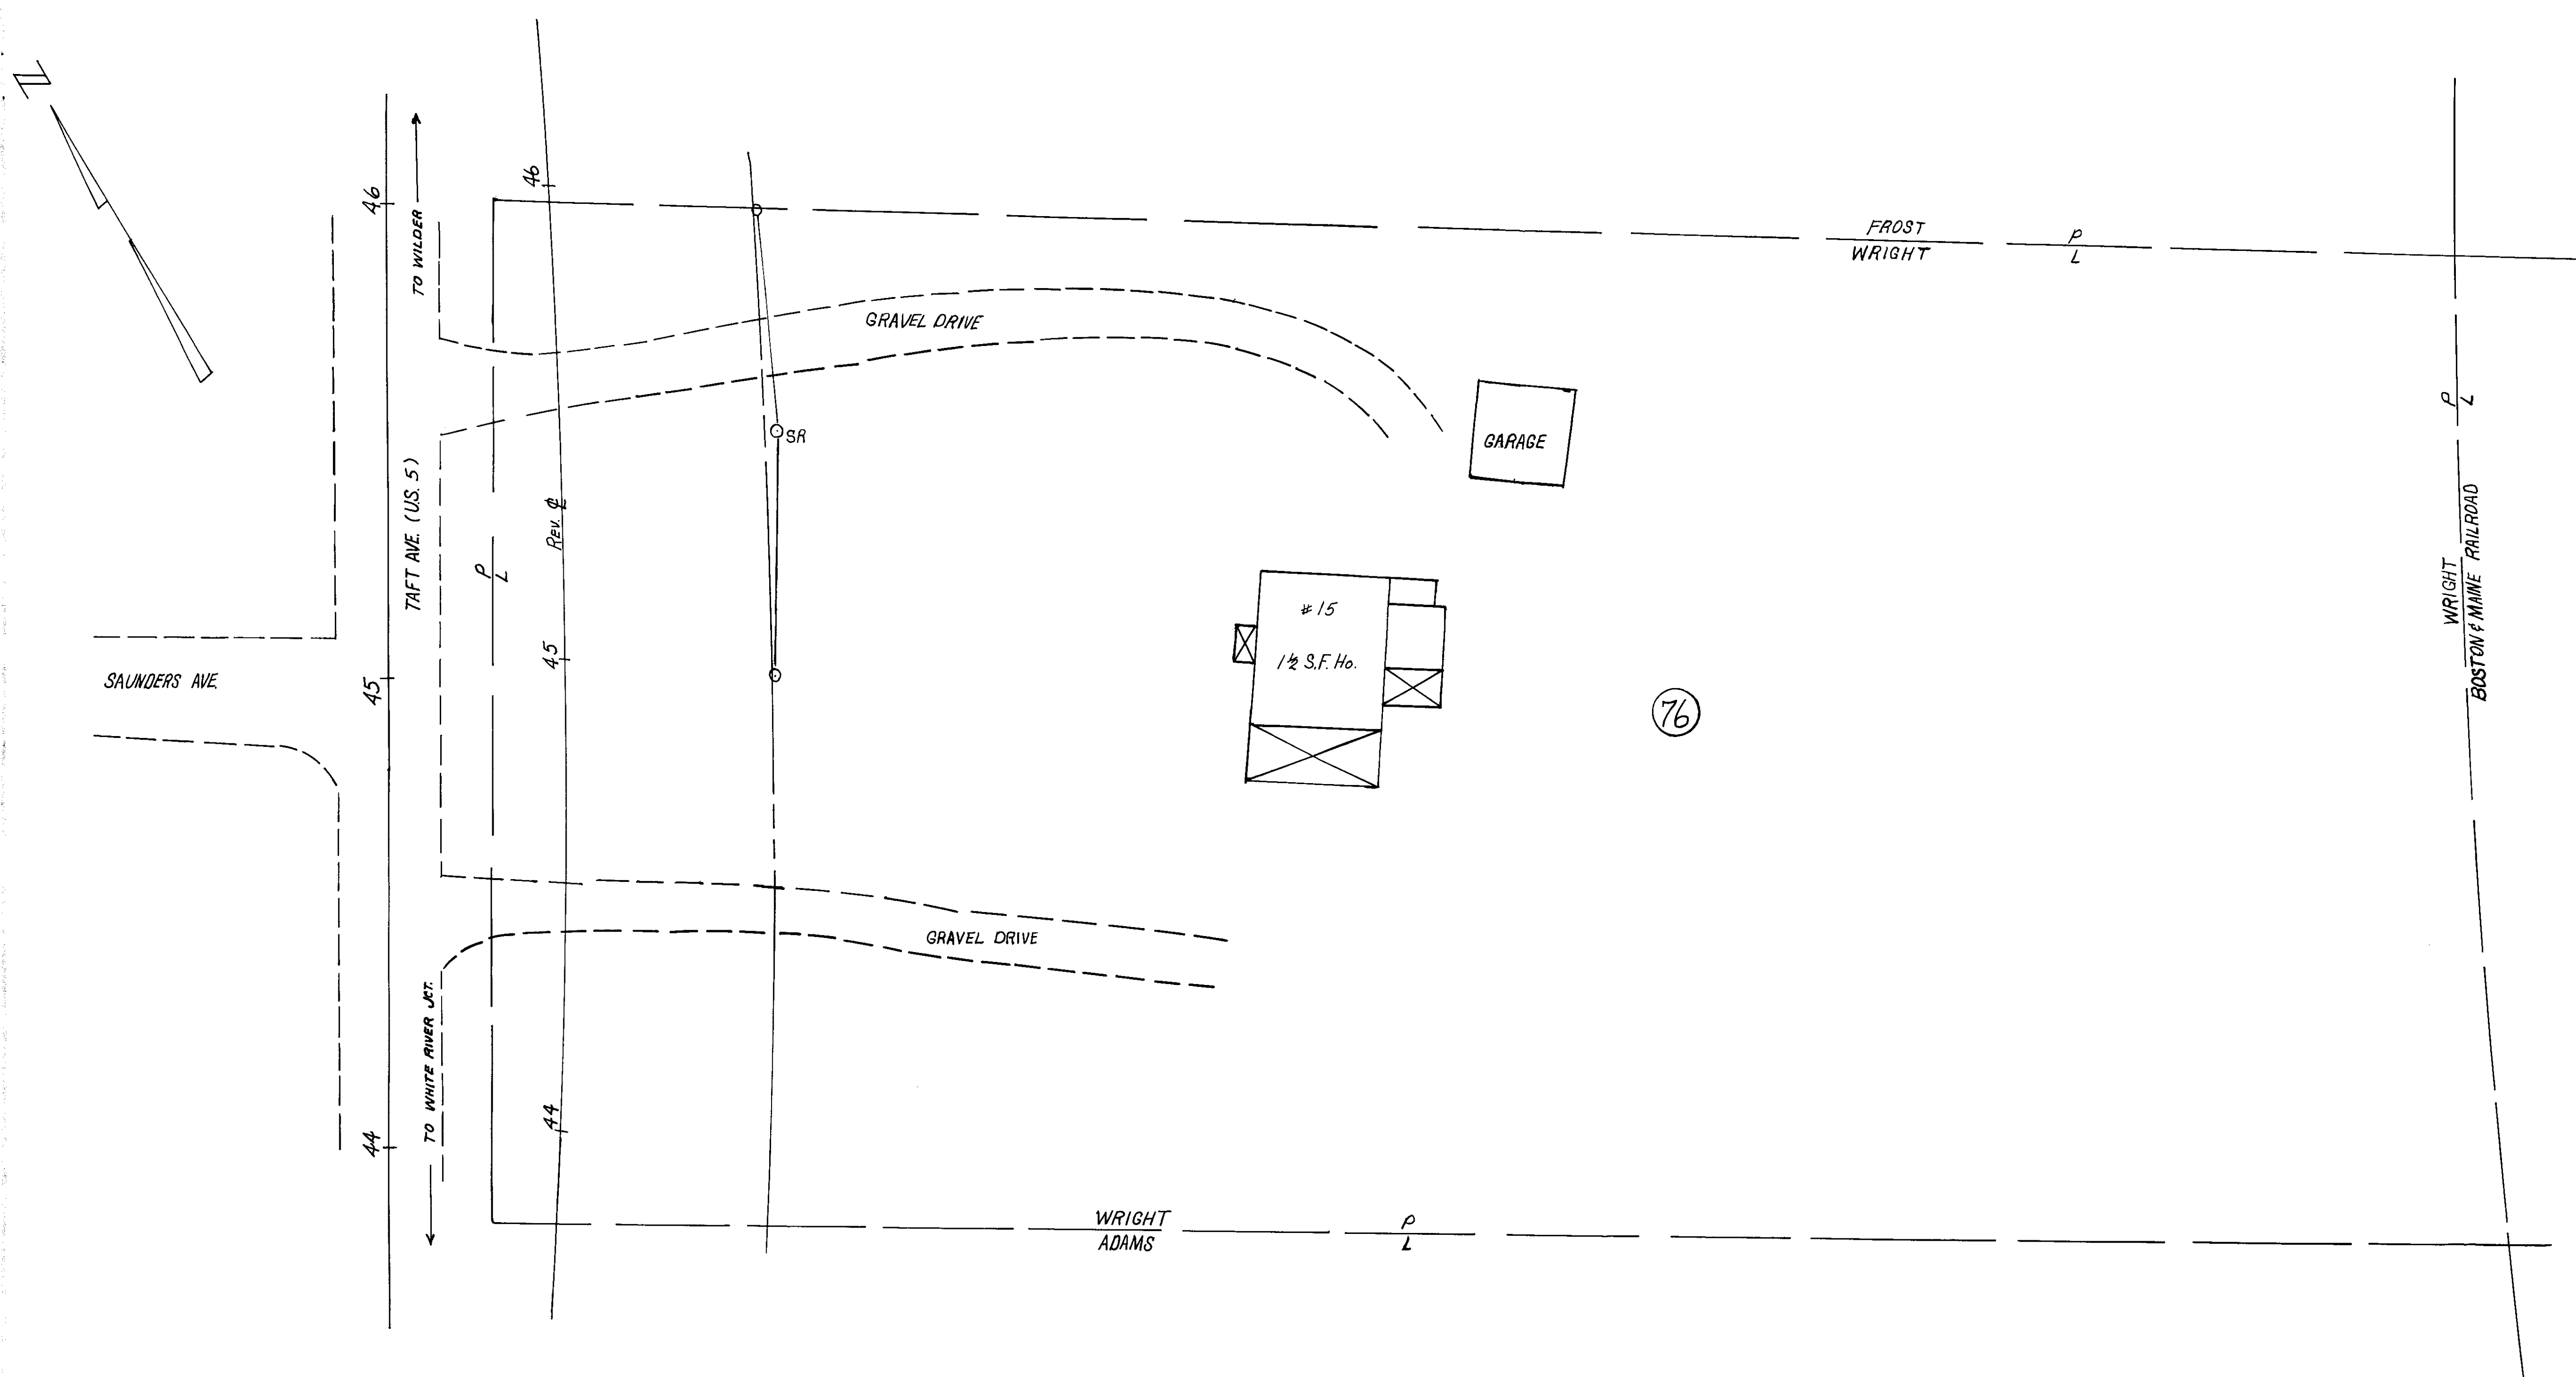 N
46
TO WILDER
46
FROST
WRIGHT
P
L
GRAVEL DRIVE
SR
GARAGE
P
L
TAFT AVE. (U.S. 5)
REV. ℄
P
L
WRIGHT
BOSTON & MAINE RAILROAD
#15
1½ S.F. Ho.
SAUNDERS AVE.
45
45
76
GRAVEL DRIVE
TO WHITE RIVER JCT.
44
44
WRIGHT
ADAMS
P
L